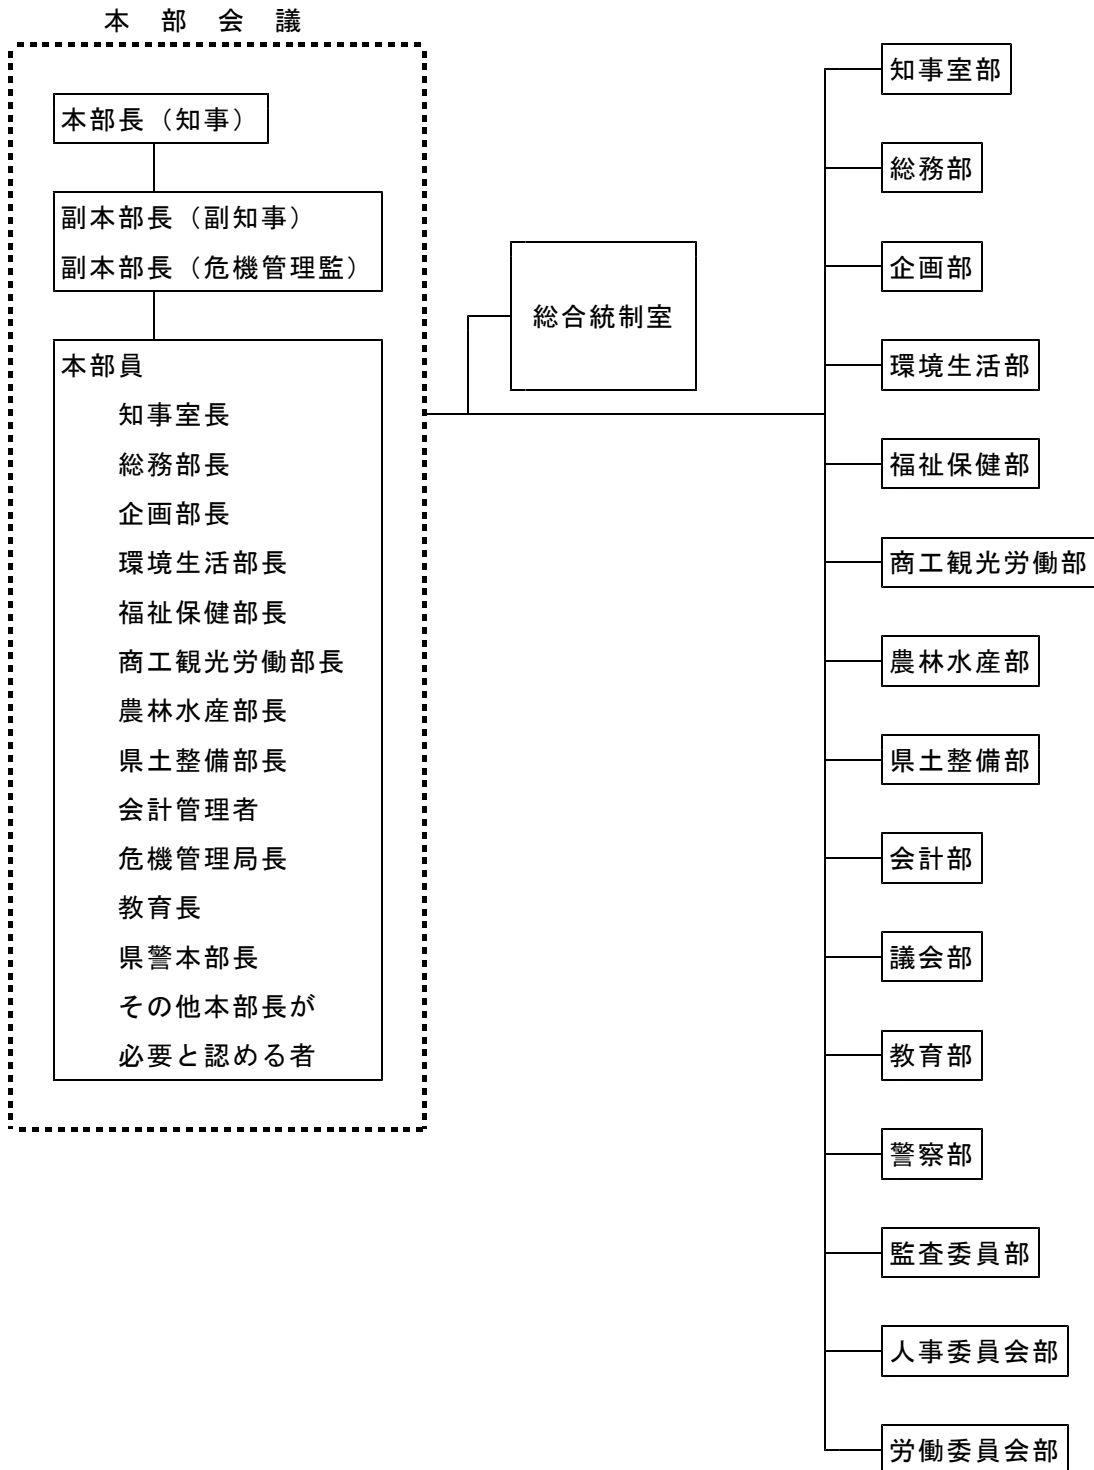 本部会議
本部長（知事）
副本部長（副知事）
副本部長（危機管理監）
本部員
知事室長
総務部長
企画部長
環境生活部長
福祉保健部長
商工観光労働部長
農林水産部長
県土整備部長
会計管理者
危機管理局長
教育長
県警本部長
その他本部長が
必要と認める者
総合統制室
知事室部
総務部
企画部
環境生活部
福祉保健部
商工観光労働部
農林水産部
県土整備部
会計部
議会部
教育部
警察部
監査委員部
人事委員会部
労働委員会部